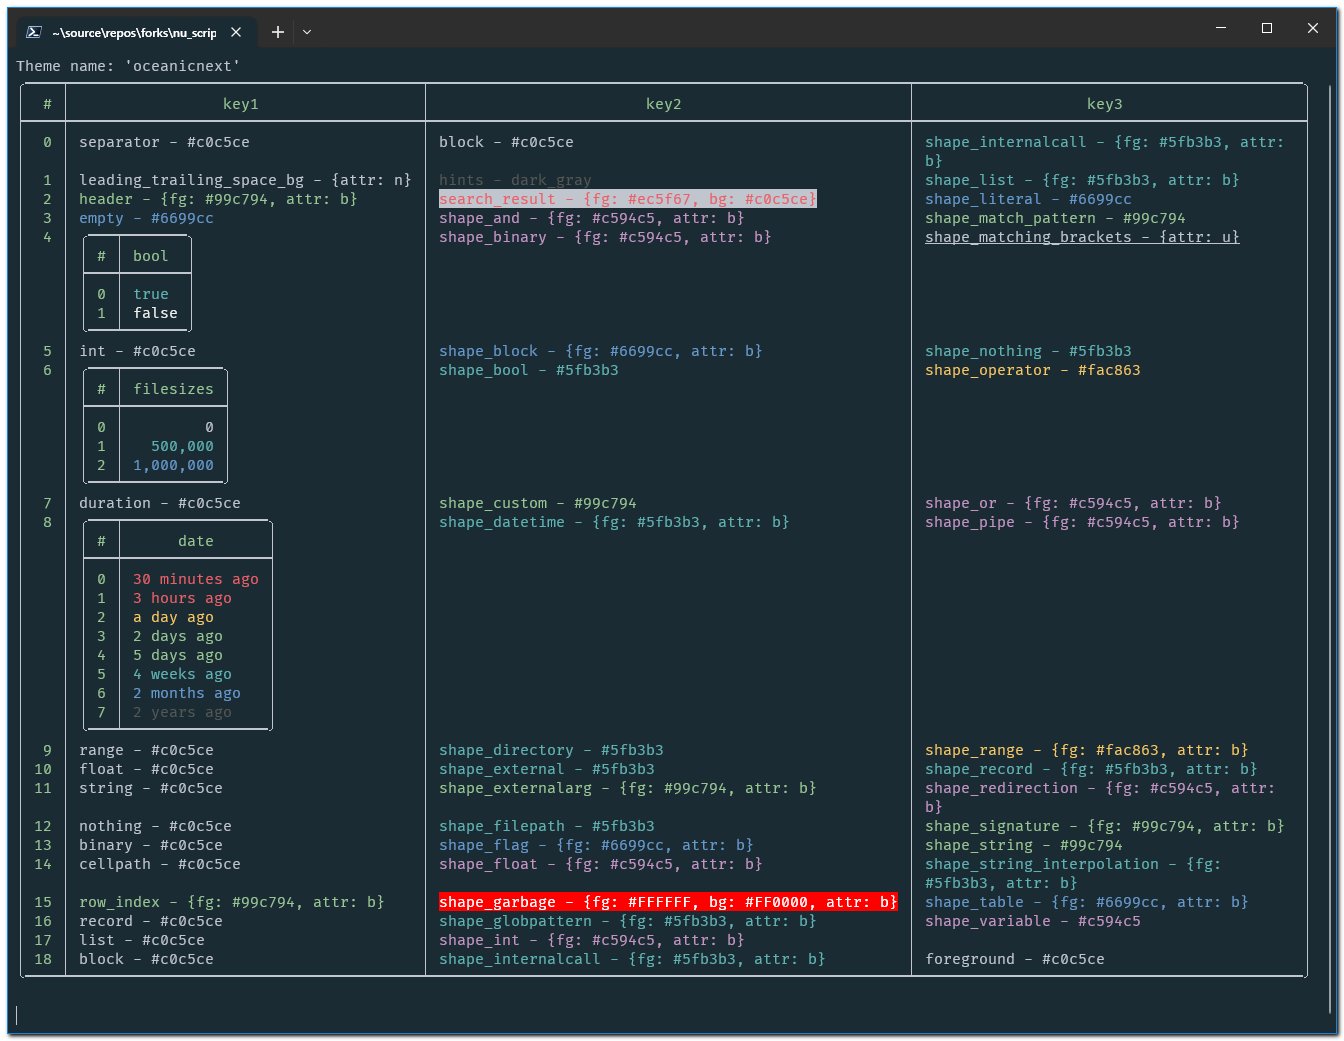 ~\source\repos\forks\nu_scrip
Theme name: 'oceanicnext'
# key1 key2 key3
0 separator - #c0c5ce block - #c0c5ce shape_internalcall - {fg: #5fb3b3, attr:
b}
1 leading_trailing_space_bg - {attr: n} hints - dark_gray shape_list - {fg: #5fb3b3, attr: b}
2 header - {fg: #99c794, attr: b} search_result - {fg: #ec5f67, bg: #c0c5ce} shape_literal - #6699cc
3 empty - #6699cc shape_and - {fg: #c594c5, attr: b} shape_match_pattern - #99c794
4 shape_binary - {fg: #c594c5, attr: b} shape_matching_brackets - {attr: u}
# bool
0 true
1 false
5 int - #c0c5ce shape_block - {fg: #6699cc, attr: b} shape_nothing - #5fb3b3
6 shape_bool - #5fb3b3 shape_operator - #fac863
# filesizes
0 0
1 500,000
2 1,000,000
7 duration - #c0c5ce shape_custom - #99c794 shape_or - {fg: #c594c5, attr: b}
8 shape_datetime - {fg: #5fb3b3, attr: b} shape_pipe - {fg: #c594c5, attr: b}
# date
0 30 minutes ago
1 3 hours ago
2 a day ago
3 2 days ago
4 5 days ago
5 4 weeks ago
6 2 months ago
7 2 years ago
9 range - #c0c5ce shape_directory - #5fb3b3 shape_range - {fg: #fac863, attr: b}
10 float - #c0c5ce shape_external - #5fb3b3 shape_record - {fg: #5fb3b3, attr: b}
11 string - #c0c5ce shape_externalarg - {fg: #99c794, attr: b} shape_redirection - {fg: #c594c5, attr:
b}
12 nothing - #c0c5ce shape_filepath - #5fb3b3 shape_signature - {fg: #99c794, attr: b}
13 binary - #c0c5ce shape_flag - {fg: #6699cc, attr: b} shape_string - #99c794
14 cellpath - #c0c5ce shape_float - {fg: #c594c5, attr: b} shape_string_interpolation - {fg:
#5fb3b3, attr: b}
15 row_index - {fg: #99c794, attr: b} shape_garbage - {fg: #FFFFFF, bg: #FF0000, attr: b} shape_table - {fg: #6699cc, attr: b}
16 record - #c0c5ce shape_globpattern - {fg: #5fb3b3, attr: b} shape_variable - #c594c5
17 list - #c0c5ce shape_int - {fg: #c594c5, attr: b}
18 block - #c0c5ce shape_internalcall - {fg: #5fb3b3, attr: b} foreground - #c0c5ce